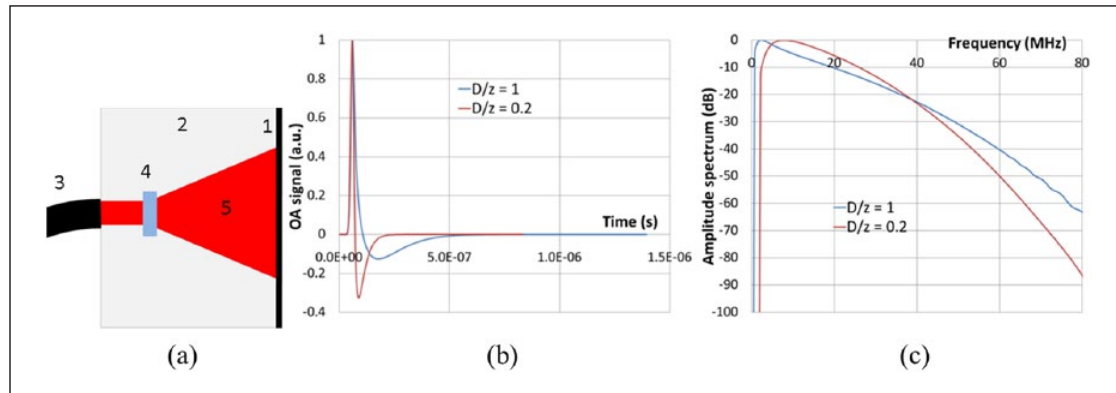 1
2
4
3
5
(a)
OA signal (a.u.)
1
0.8
0.6
0.4
0.2
0
-0.2
-0.4
D/z = 1
D/z = 0.2
Time (s)
0.0E+00
5.0E-07
1.0E-06
1.5E-06
(b)
Amplitude spectrum (dB)
Frequency (MHz)
0
-10
-20
-30
-40
-50
-60
-70
-80
-90
-100
0
20
40
60
80
D/z = 1
D/z = 0.2
(c)